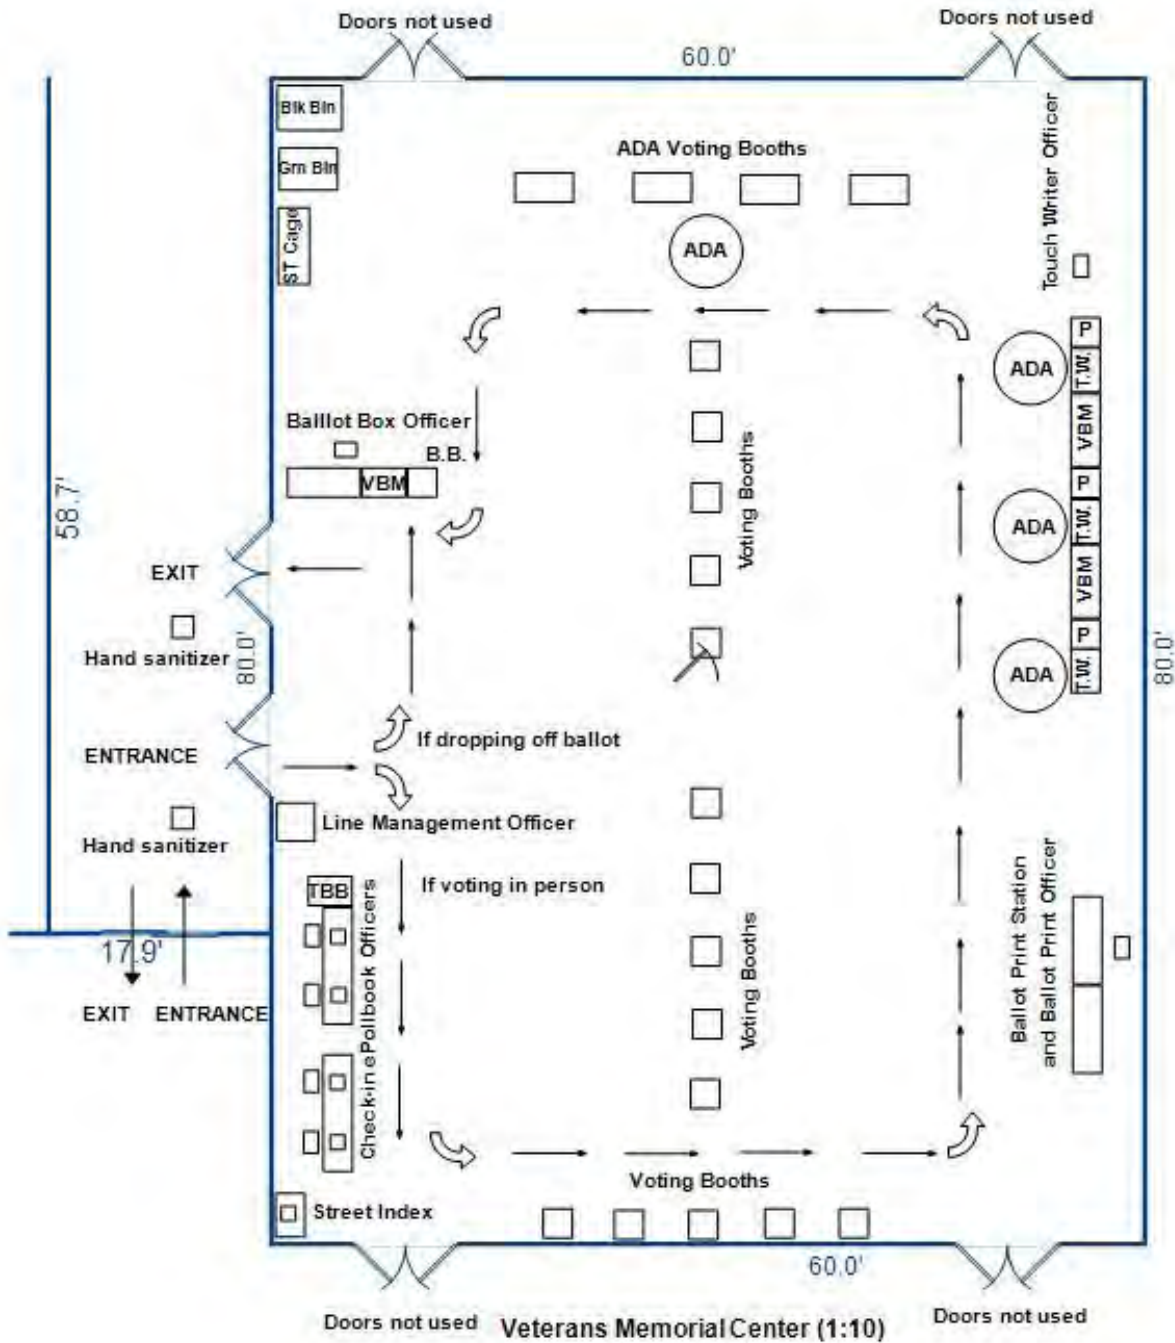 Doors not used
Doors not used
60.0'
Blk Bln
Grn Bln
ST Cage
ADA Voting Booths
ADA
Touch Writer Officer
P
T.W.
VBM
P
T.W.
VBM
P
T.W.
ADA
ADA
ADA
Baillot Box Officer
B.B.
VBM
Voting Booths
58.7'
EXIT
Hand sanitizer
80.0'
80.0'
ENTRANCE
If dropping off ballot
Hand sanitizer
Line Management Officer
TBB
If voting in person
Check-in ePollbook Officers
17.9'
EXIT
ENTRANCE
Voting Booths
Ballot Print Station
and Ballot Print Officer
Voting Booths
Street Index
60.0'
Doors not used
Doors not used
Veterans Memorial Center (1:10)